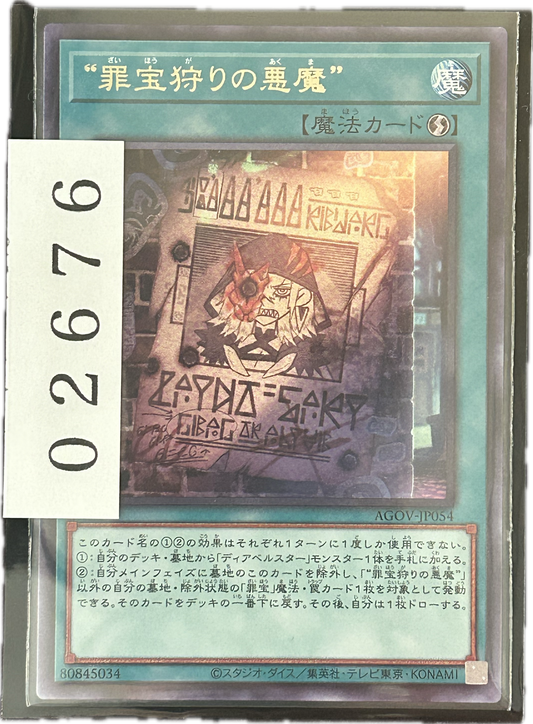 “罪宝狩りの悪魔”
魔
【魔法カード】
02676
AGOV-JP054
このカード名の①②の効果はそれぞれ1ターンに1度しか使用できない。
①：自分のデッキ・墓地から「ディアベルスター」モンスター1体を手札に加える。
②：自分メインフェイズに墓地のこのカードを除外し、「“罪宝狩りの悪魔”」
以外の自分の墓地・除外状態の「罪宝」魔法・罠カード1枚を対象として発動
できる。そのカードをデッキの一番下に戻す。その後、自分は1枚ドローする。
80845034
©スタジオ・ダイス／集英社・テレビ東京・KONAMI